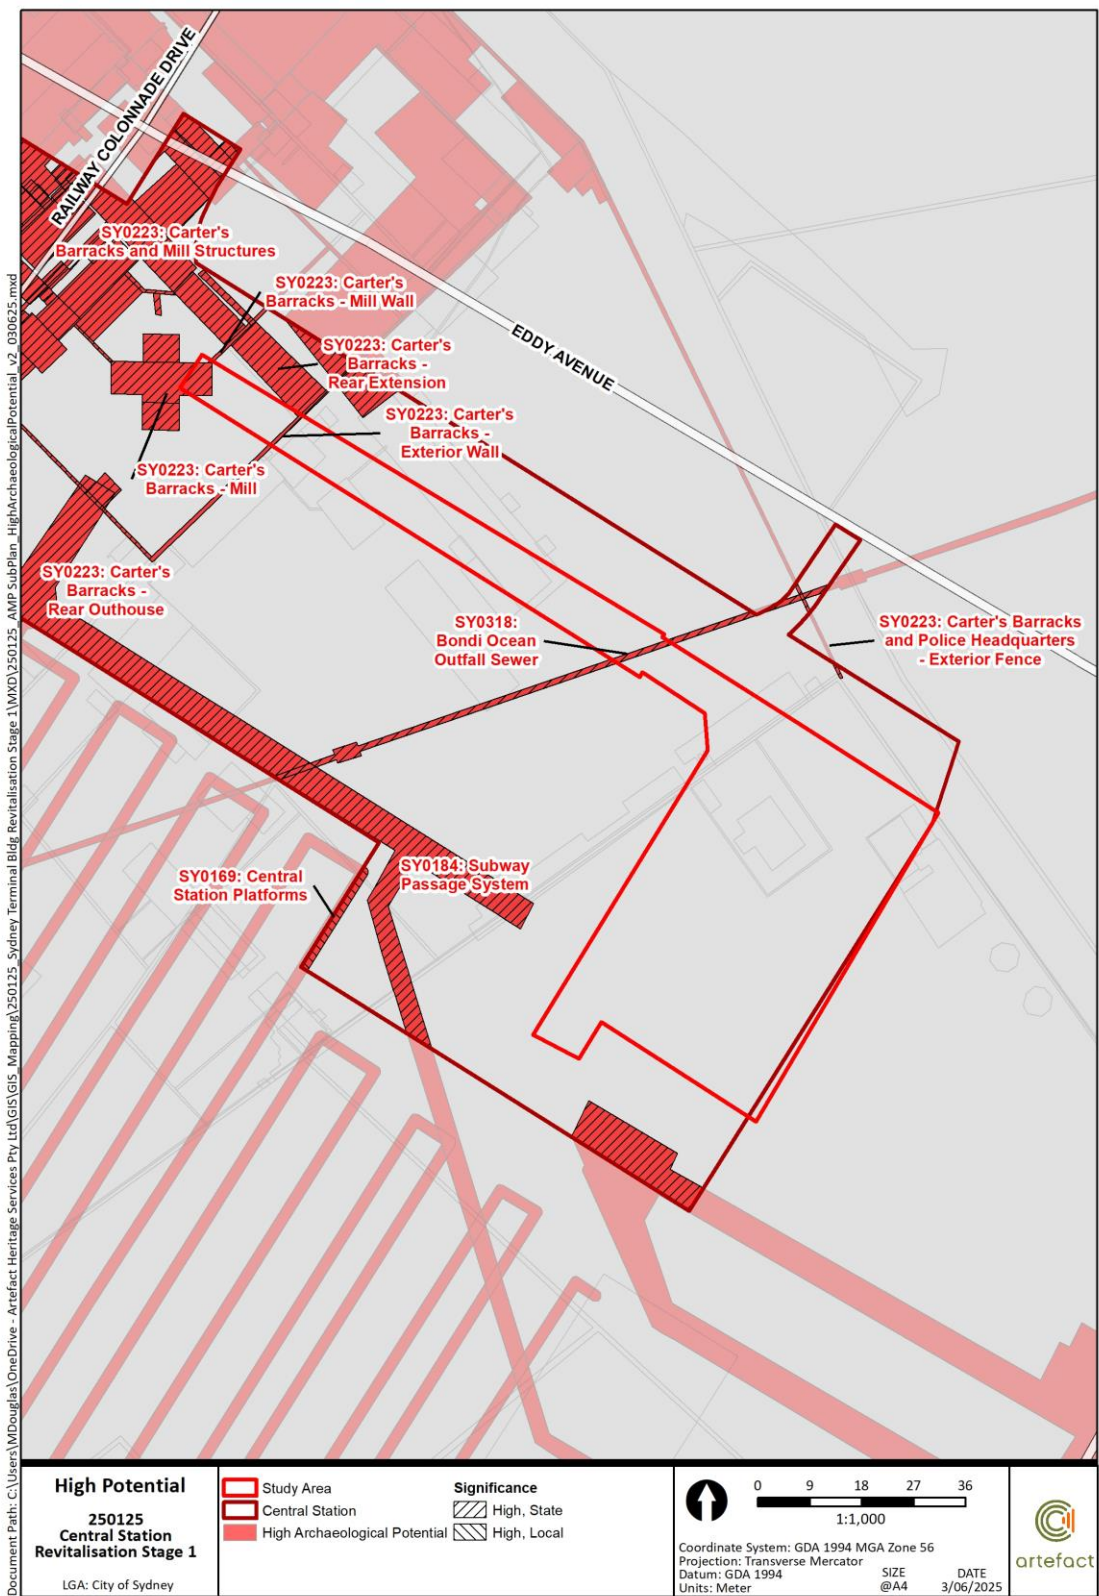 RAILWAY COLONNADE DRIVE
SY0223: Carter's
Barracks and Mill Structures
SY0223: Carter's
Barracks - Mill Wall
EDDY AVENUE
SY0223: Carter's
Barracks -
Rear Extension
SY0223: Carter's
Barracks -
Exterior Wall
SY0223: Carter's
Barracks - Mill
SY0223: Carter's
Barracks -
Rear Outhouse
SY0318:
Bondi Ocean
Outfall Sewer
SY0223: Carter's Barracks
and Police Headquarters
- Exterior Fence
SY0169: Central
Station Platforms
SY0184: Subway
Passage System
Document Path: C:\Users\MDouglas\OneDrive - Artefact Heritage Services Pty Ltd\GIS\GIS_Mapping\250125_Sydney Terminal Bldg Revitalisation Stage 1\MXD\250125_AMP SubPlan_HighArchaeologicalPotential_v2_030625.mxd
High Potential
250125
Central Station
Revitalisation Stage 1
LGA: City of Sydney
Study Area
Central Station
High Archaeological Potential
Significance
High, State
High, Local
0 9 18 27 36
1:1,000
Coordinate System: GDA 1994 MGA Zone 56
Projection: Transverse Mercator
Datum: GDA 1994
Units: Meter
SIZE
@A4
DATE
3/06/2025
artefact